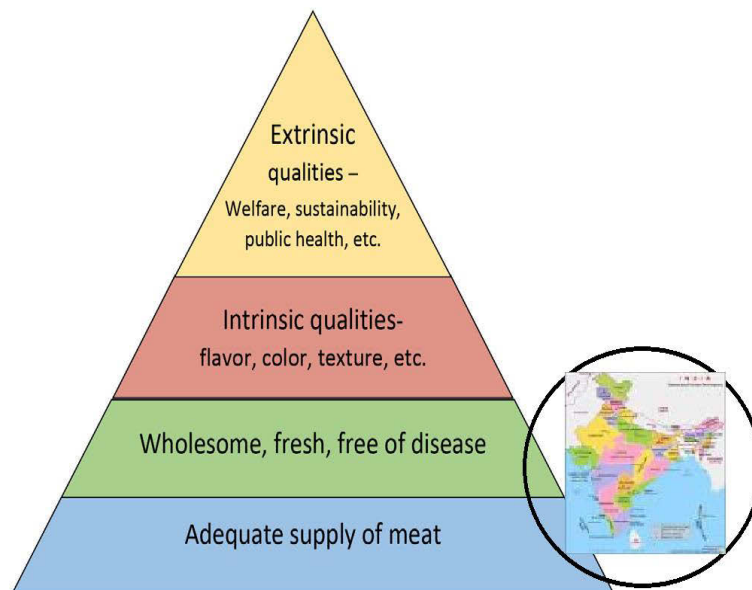 Extrinsic
qualities –
Welfare, sustainability,
public health, etc.
Intrinsic qualities-
flavor, color, texture, etc.
Wholesome, fresh, free of disease
Adequate supply of meat